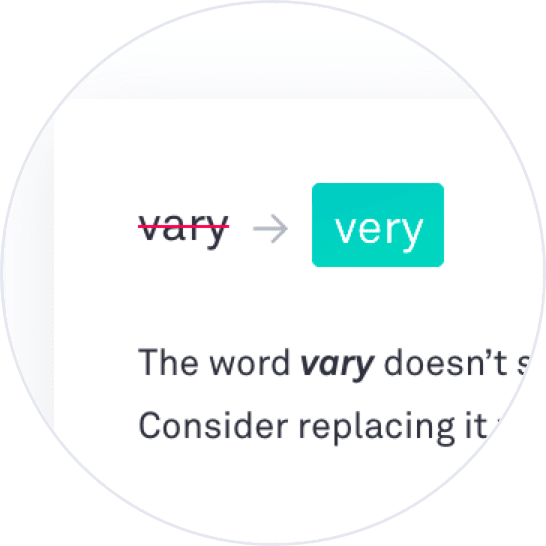 vary → very
The word vary doesn't
Consider replacing it